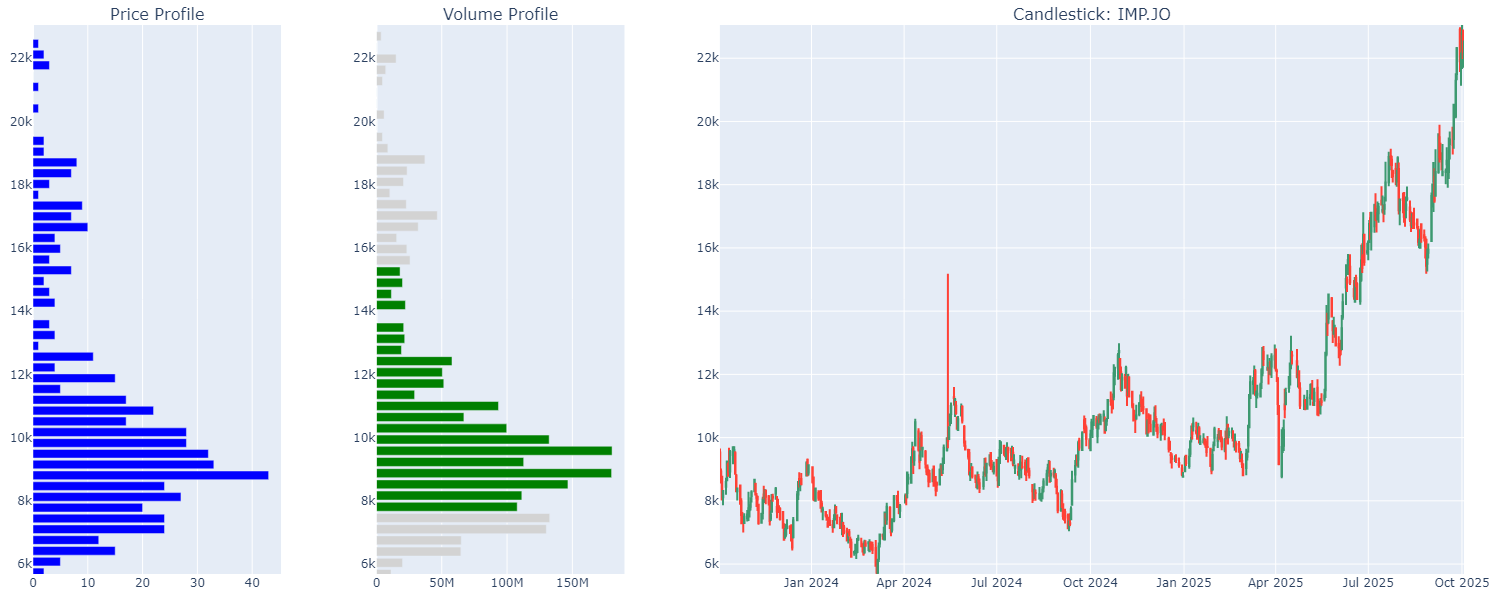 Price Profile
Volume Profile
Candlestick: IMP.JO
22k
20k
18k
16k
14k
12k
10k
8k
6k
0
10
20
30
40
22k
20k
18k
16k
14k
12k
10k
8k
6k
0
50M
100M
150M
22k
20k
18k
16k
14k
12k
10k
8k
6k
Jan 2024
Apr 2024
Jul 2024
Oct 2024
Jan 2025
Apr 2025
Jul 2025
Oct 2025